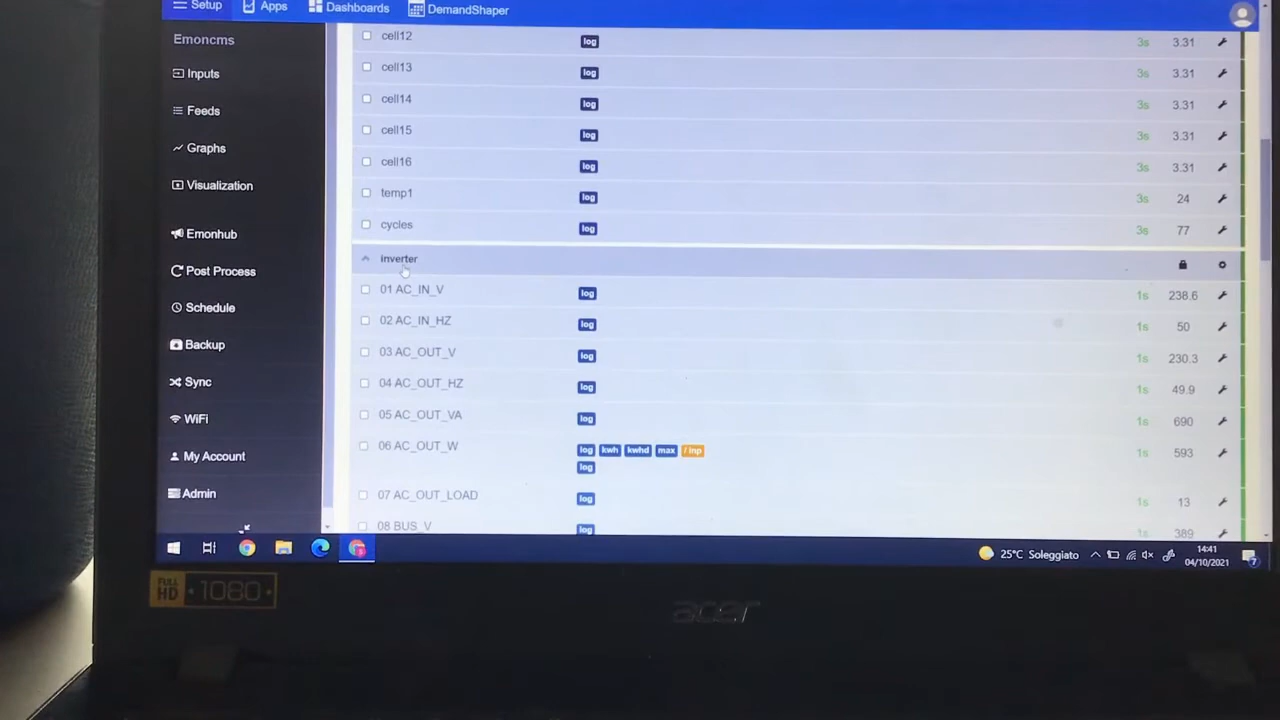 Setup Apps Dashboards DemandShaper
Emoncms
Inputs
Feeds
Graphs
Visualization
Emonhub
Post Process
Schedule
Backup
Sync
WiFi
My Account
Admin
cell12 log 3s 3.31
cell13 log 3s 3.31
cell14 log 3s 3.31
cell15 log 3s 3.31
cell16 log 3s 3.31
temp1 log 3s 24
cycles log 3s 77
inverter
01 AC_IN_V log 1s 238.6
02 AC_IN_HZ log 1s 50
03 AC_OUT_V log 1s 230.3
04 AC_OUT_HZ log 1s 49.9
05 AC_OUT_VA log 1s 690
06 AC_OUT_W log kwh kwhd max / inp 1s 593
log
07 AC_OUT_LOAD log 1s 13
08 BUS_V log 1s 389
25°C Soleggiato 14:41
04/10/2021 7
FULL HD 1080
acer